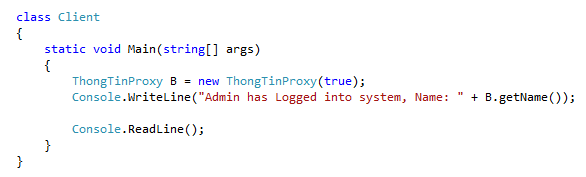 class Client
{
    static void Main(string[] args)
    {
        ThongTinProxy B = new ThongTinProxy(true);
        Console.WriteLine("Admin has Logged into system, Name: " + B.getName());

        Console.ReadLine();
    }
}